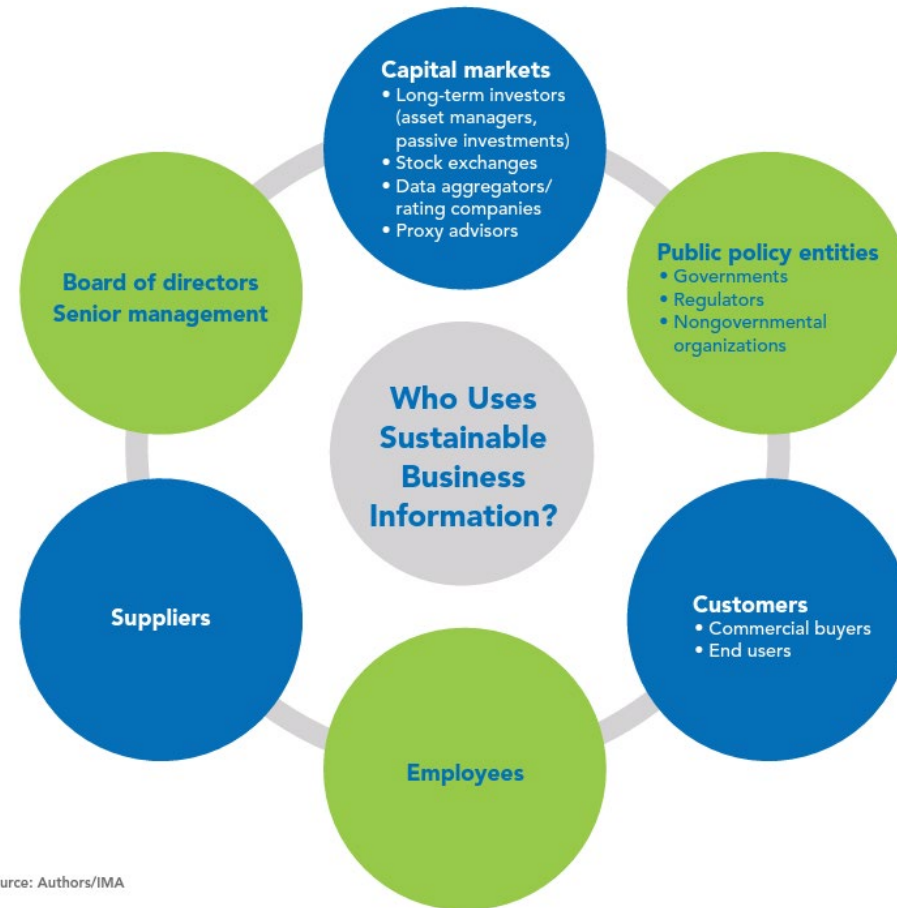 Capital markets
• Long-term investors
(asset managers,
passive investments)
• Stock exchanges
• Data aggregators/
rating companies
• Proxy advisors
Public policy entities
• Governments
• Regulators
• Nongovernmental
organizations
Board of directors
Senior management
Who Uses
Sustainable
Business
Information?
Suppliers
Customers
• Commercial buyers
• End users
Employees
urce: Authors/IMA